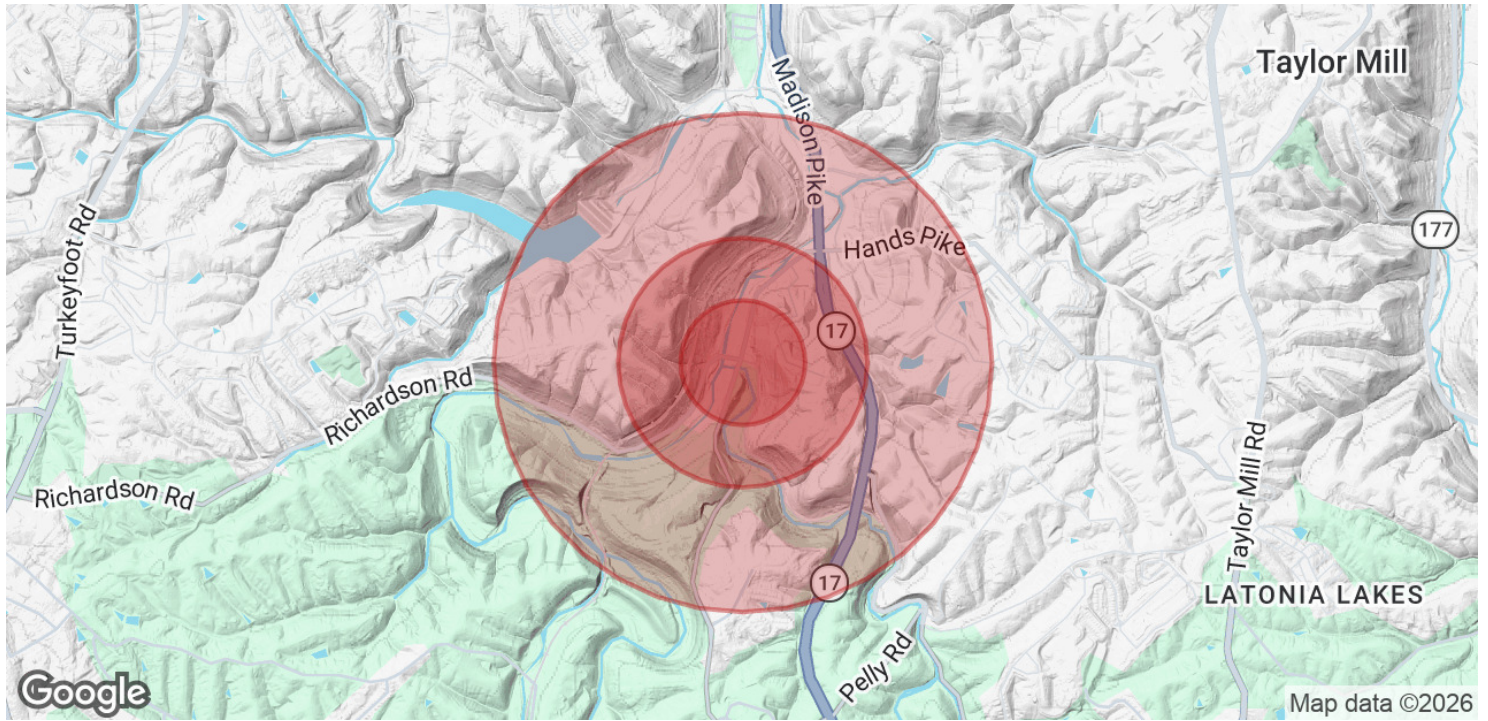 Taylor Mill
Madison Pike
Turkeyfoot Rd
177
Hands Pike
17
Richardson Rd
Richardson Rd
Taylor Mill Rd
17
LATONIA LAKES
Pelly Rd
Google
Map data ©2026